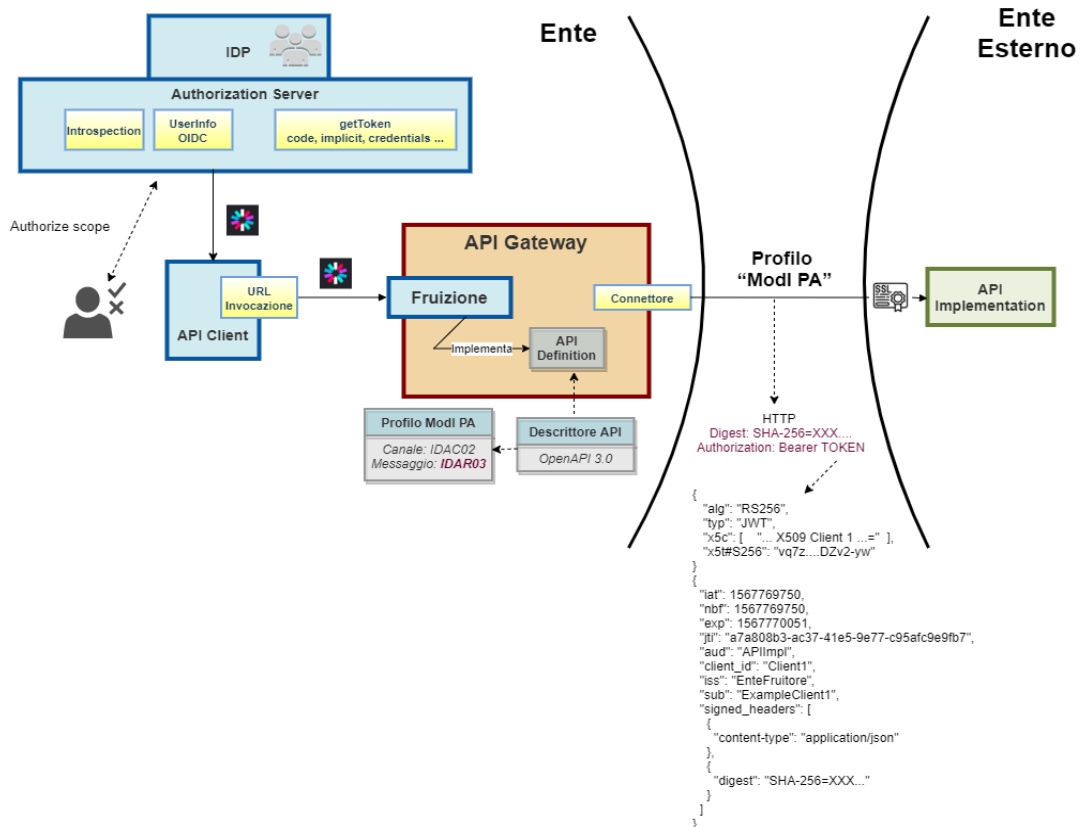 Ente
Ente
Esterno
IDP
Authorization Server
Introspection
UserInfo
OIDC
getToken
code, implicit, credentials ...
Authorize scope
API Gateway
URL
Invocazione
API Client
Fruizione
Implementa
API
Definition
Connettore
Profilo
“ModI PA”
SSL
API
Implementation
Profilo ModI PA
Canale: IDAC02
Messaggio: IDAR03
Descrittore API
OpenAPI 3.0
HTTP
Digest: SHA-256=XXX....
Authorization: Bearer TOKEN
{
"alg": "RS256",
"typ": "JWT",
"x5c": [ "... X509 Client 1 ...=" ],
"x5t#S256": "vq7z....DZv2-yw"
}
{
"iat": 1567769750,
"nbf": 1567769750,
"exp": 1567770051,
"jti": "a7a808b3-ac37-41e5-9e77-c95afc9e9fb7",
"aud": "APIImpl",
"client_id": "Client1",
"iss": "EnteFruitore",
"sub": "ExampleClient1",
"signed_headers": [
{
"content-type": "application/json"
},
{
"digest": "SHA-256=XXX..."
}
]
}